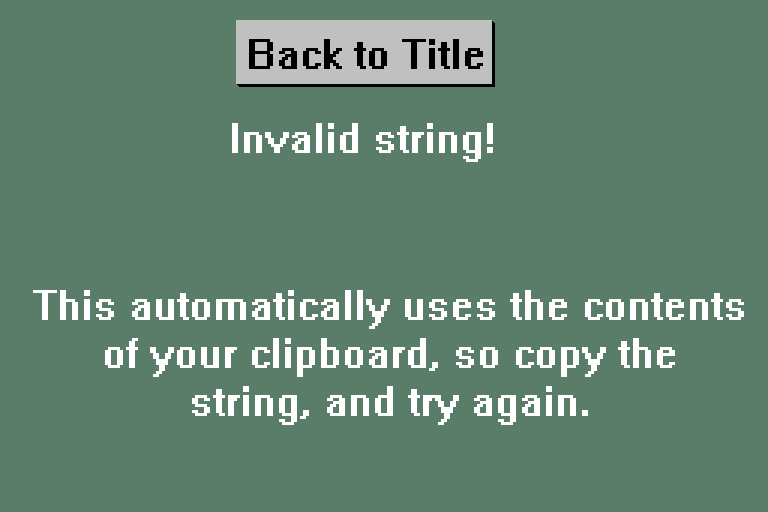 Back to Title
Invalid string!
This automatically uses the contents
of your clipboard, so copy the
string, and try again.